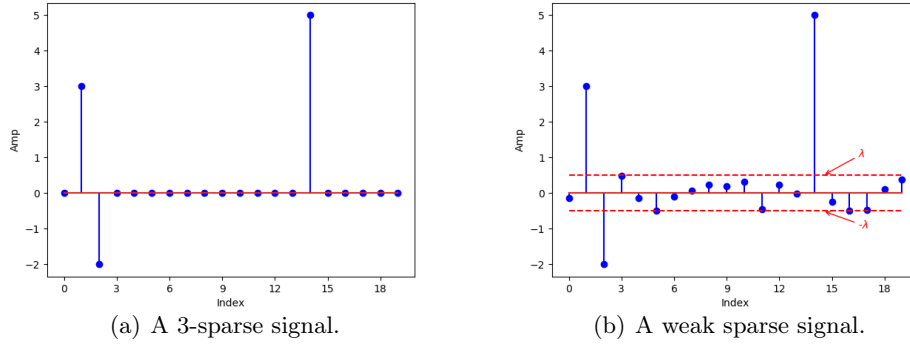 5
4
3
2
1
0
−1
−2
Amp
0 3 6 9 12 15 18
Index
(a) A 3-sparse signal.
5
4
3
2
1
0
−1
−2
Amp
λ
-λ
0 3 6 9 12 15 18
Index
(b) A weak sparse signal.